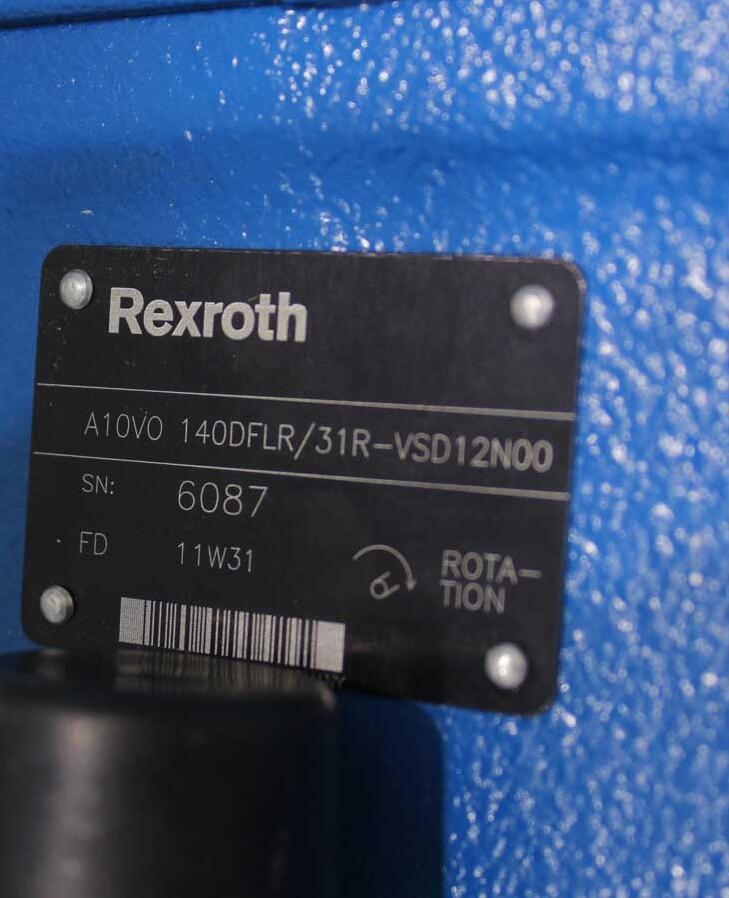 Rexroth
A10VO 140DFLR/31R-VSD12N00
SN: 6087
FD 11W31
ROTA-
TION